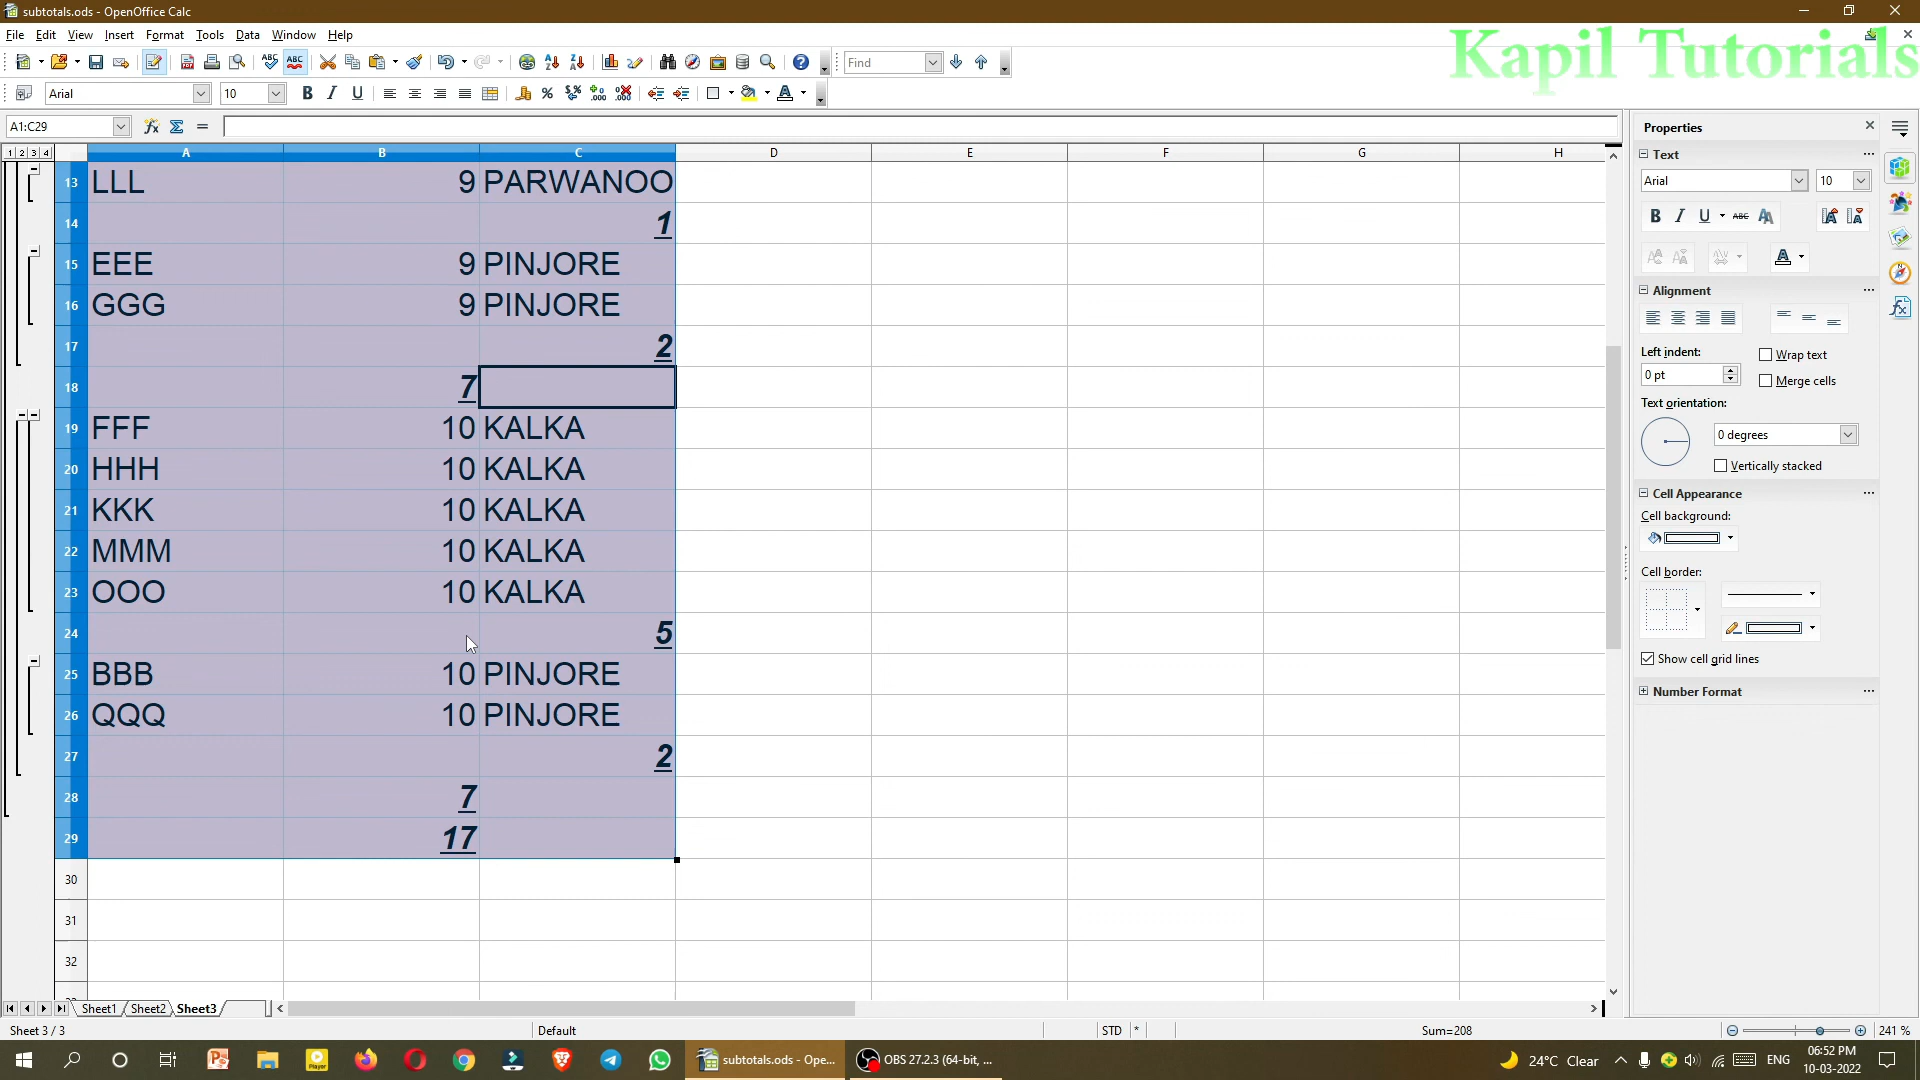 subtotals.ods - OpenOffice Calc
File Edit View Insert Format Tools Data Window Help
Kapil Tutorials
Find
Arial 10
A1:C29
Properties
1 2 3 4
A B C D E F G H
Text
13 LLL 9 PARWANOO
Arial 10
14 1
15 EEE 9 PINJORE
Alignment
16 GGG 9 PINJORE
17 2
Left indent: Wrap text
0 pt Merge cells
18 7
Text orientation:
19 FFF 10 KALKA
0 degrees
20 HHH 10 KALKA
Vertically stacked
Cell Appearance
21 KKK 10 KALKA
Cell background:
22 MMM 10 KALKA
Cell border:
23 OOO 10 KALKA
24 5
Show cell grid lines
25 BBB 10 PINJORE
Number Format
26 QQQ 10 PINJORE
27 2
28 7
29 17
30
31
32
Sheet1 Sheet2 Sheet3
Sheet 3 / 3 Default STD * Sum=208 241 %
subtotals.ods - Ope... OBS 27.2.3 (64-bit, ... 24°C Clear ENG 06:52 PM
10-03-2022